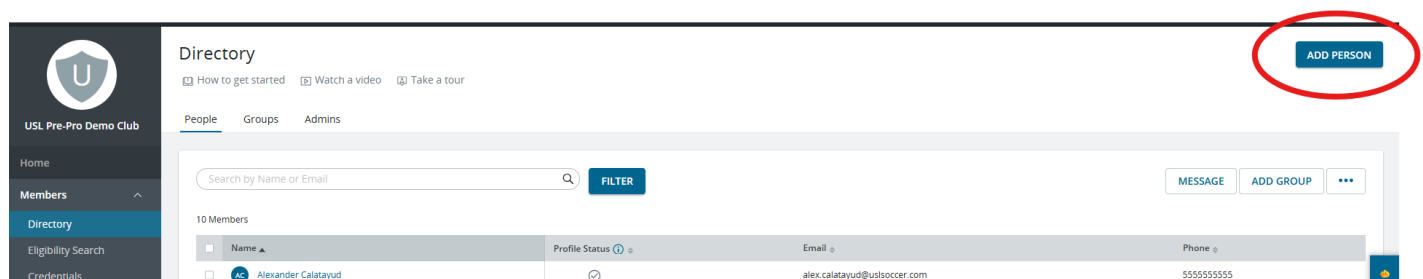 Directory
ADD PERSON
How to get started Watch a video Take a tour
U
USL Pre-Pro Demo Club
People Groups Admins
Home
Members
Directory
Eligibility Search
Credentials
Search by Name or Email
FILTER
MESSAGE ADD GROUP •••
10 Members
Name Profile Status Email Phone
AC Alexander Calatayud alex.calatayud@uslsoccer.com 5555555555